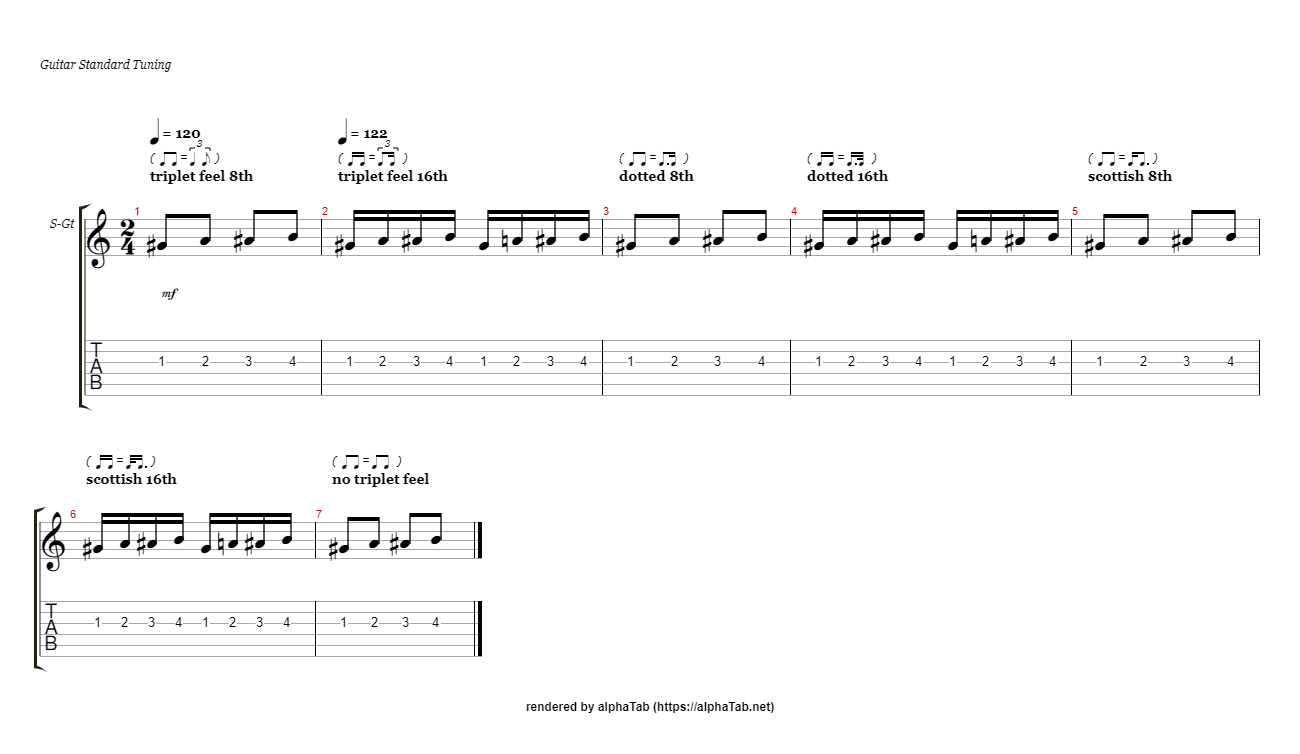 Guitar Standard Tuning
= 120 = 122
( = 3 ) ( = 3 ) ( = ) ( = ) ( = )
triplet feel 8th triplet feel 16th dotted 8th dotted 16th scottish 8th
1 2 3 4 5
S-Gt 2 4
mf
T A B 1 2 3 4 1 2 3 4 1 2 3 4 1 2 3 4 1 2 3 4 1 2 3 4 1 2 3 4
( = ) ( = )
scottish 16th no triplet feel
6 7
T A B 1 2 3 4 1 2 3 4 1 2 3 4
rendered by alphaTab (https://alphaTab.net)